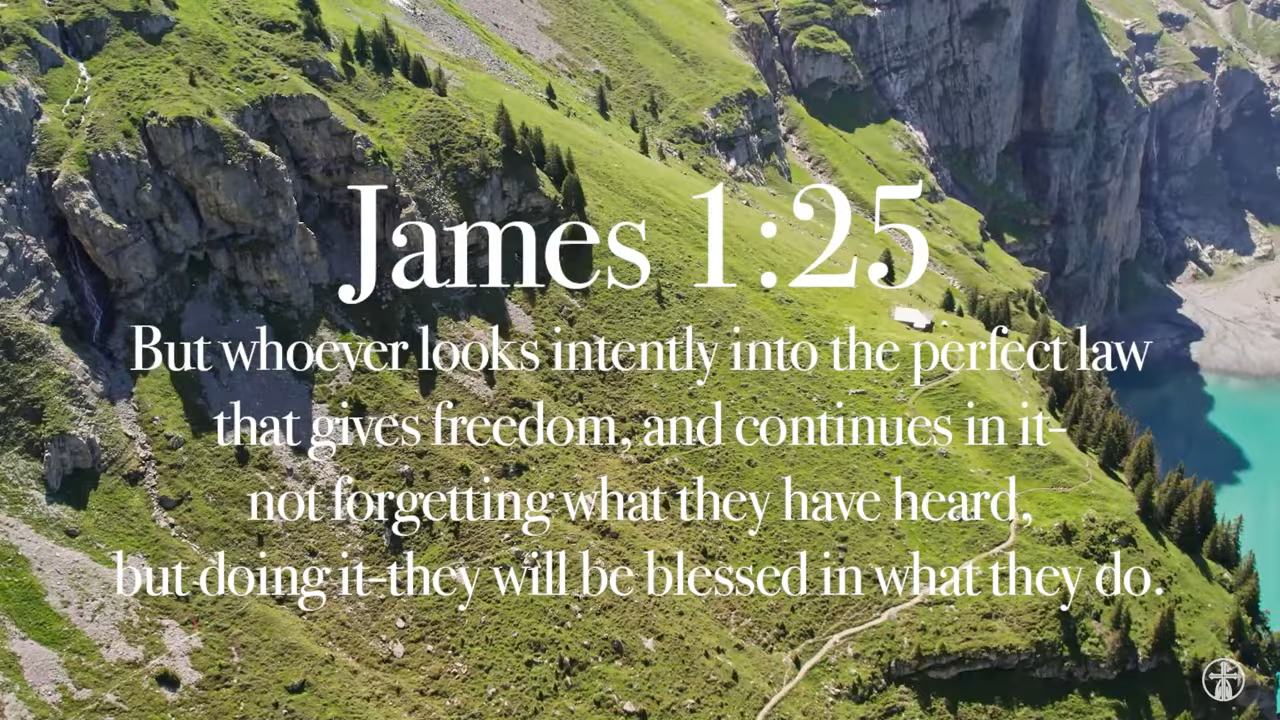 James 1:25
But whoever looks intently into the perfect law
that gives freedom, and continues in it-
not forgetting what they have heard,
but doing it-they will be blessed in what they do.